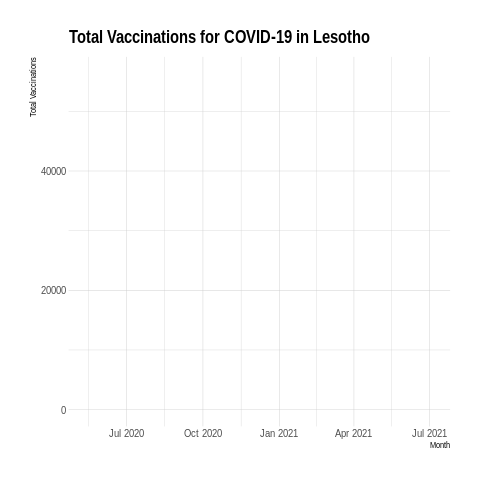 Total Vaccinations for COVID-19 in Lesotho
Total Vaccinations
40000
20000
0
Jul 2020 Oct 2020 Jan 2021 Apr 2021 Jul 2021
Month